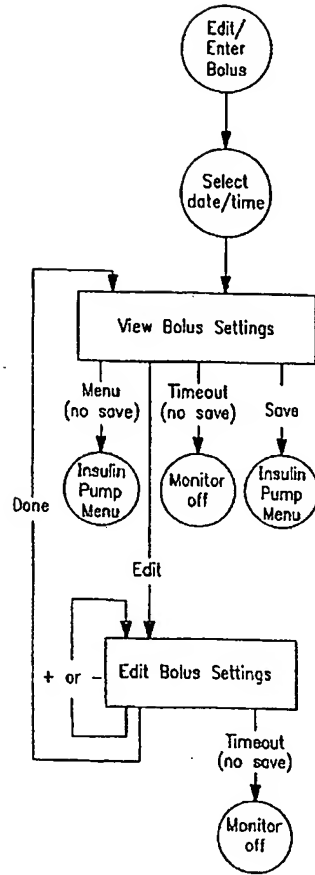 Edit/
Enter
Bolus
Select
date/time
View Bolus Settings
Menu
(no save)
Timeout
(no save)
Save
Insulin
Pump
Menu
Monitor
off
Insulin
Pump
Menu
Done
Edit
+ or -
Edit Bolus Settings
Timeout
(no save)
Monitor
off